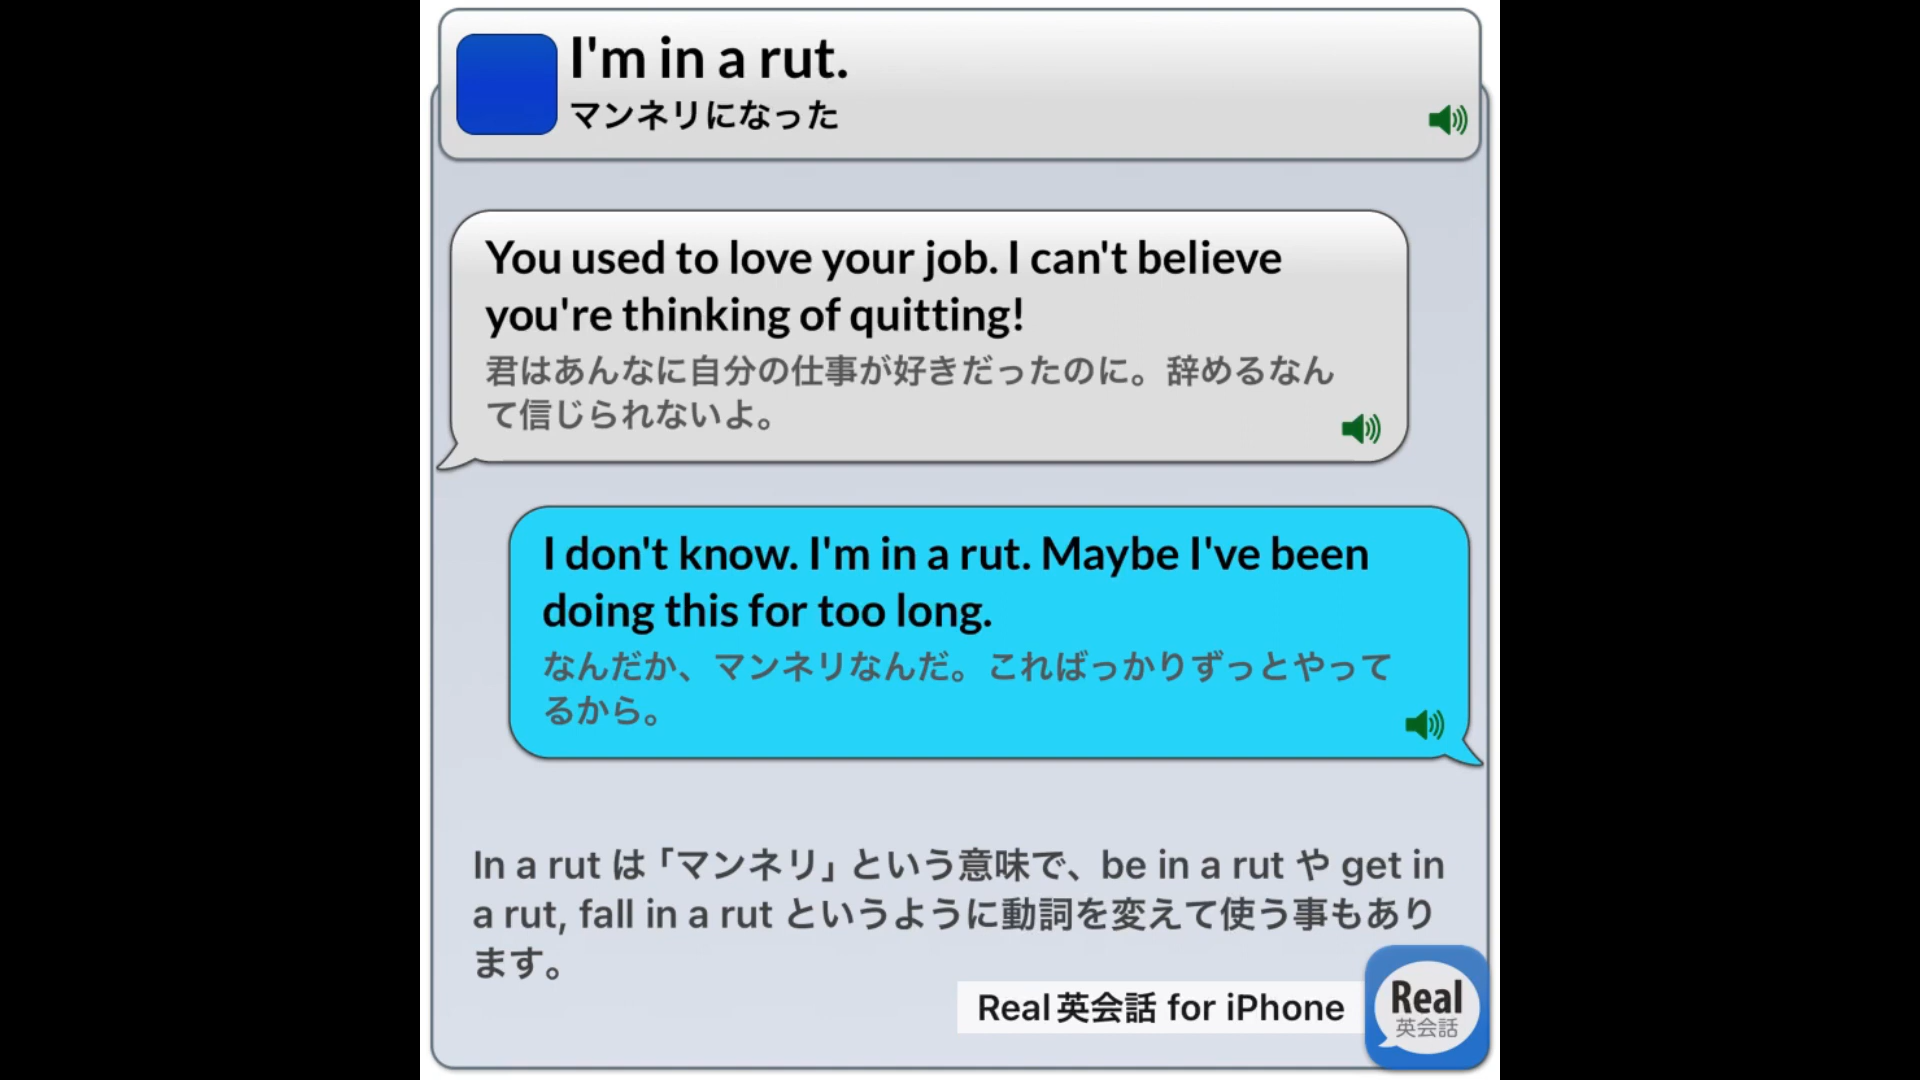 I'm in a rut.
マンネリになった
You used to love your job. I can't believe
you're thinking of quitting!
君はあんなに自分の仕事が好きだったのに。辞めるなん
て信じられないよ。
I don't know. I'm in a rut. Maybe I've been
doing this for too long.
なんだか、マンネリなんだ。こればっかりずっとやって
るから。
In a rut は「マンネリ」という意味で、be in a rut や get in
a rut, fall in a rut というように動詞を変えて使う事もあり
ます。
Real英会話 for iPhone
Real
英会話